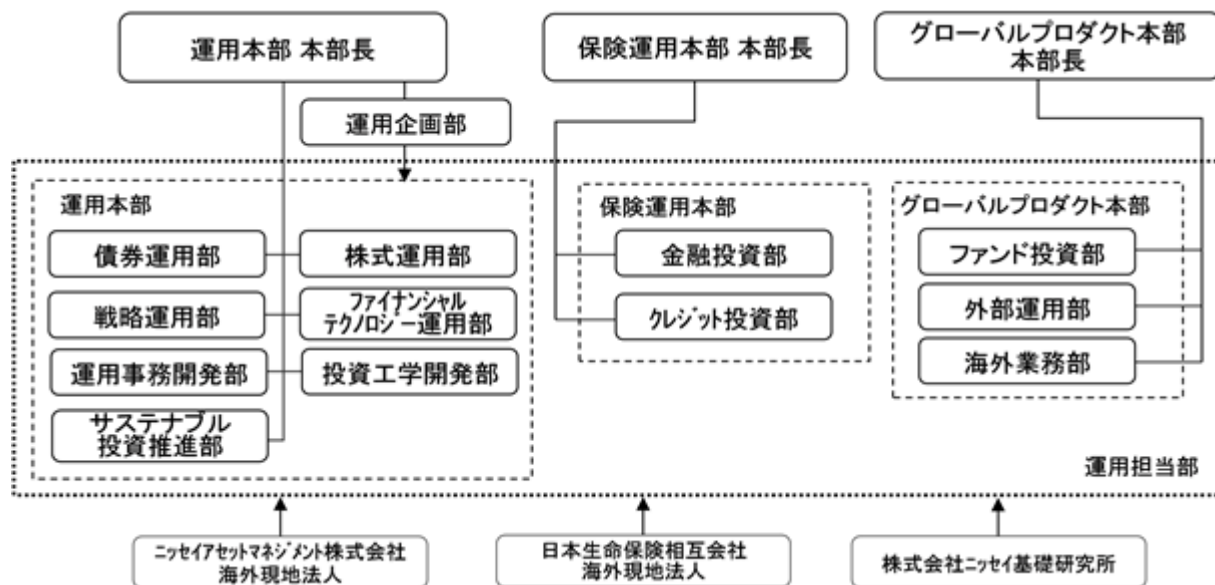 運用本部 本部長
保険運用本部 本部長
グローバルプロダクト本部
本部長
運用企画部
運用本部
債券運用部
株式運用部
戦略運用部
ファイナンシャル
テクノロジー運用部
運用事務開発部
投資工学開発部
サステナブル
投資推進部
保険運用本部
金融投資部
クレジット投資部
グローバルプロダクト本部
ファンド投資部
外部運用部
海外業務部
運用担当部
ニッセイアセットマネジメント株式会社
海外現地法人
日本生命保険相互会社
海外現地法人
株式会社ニッセイ基礎研究所